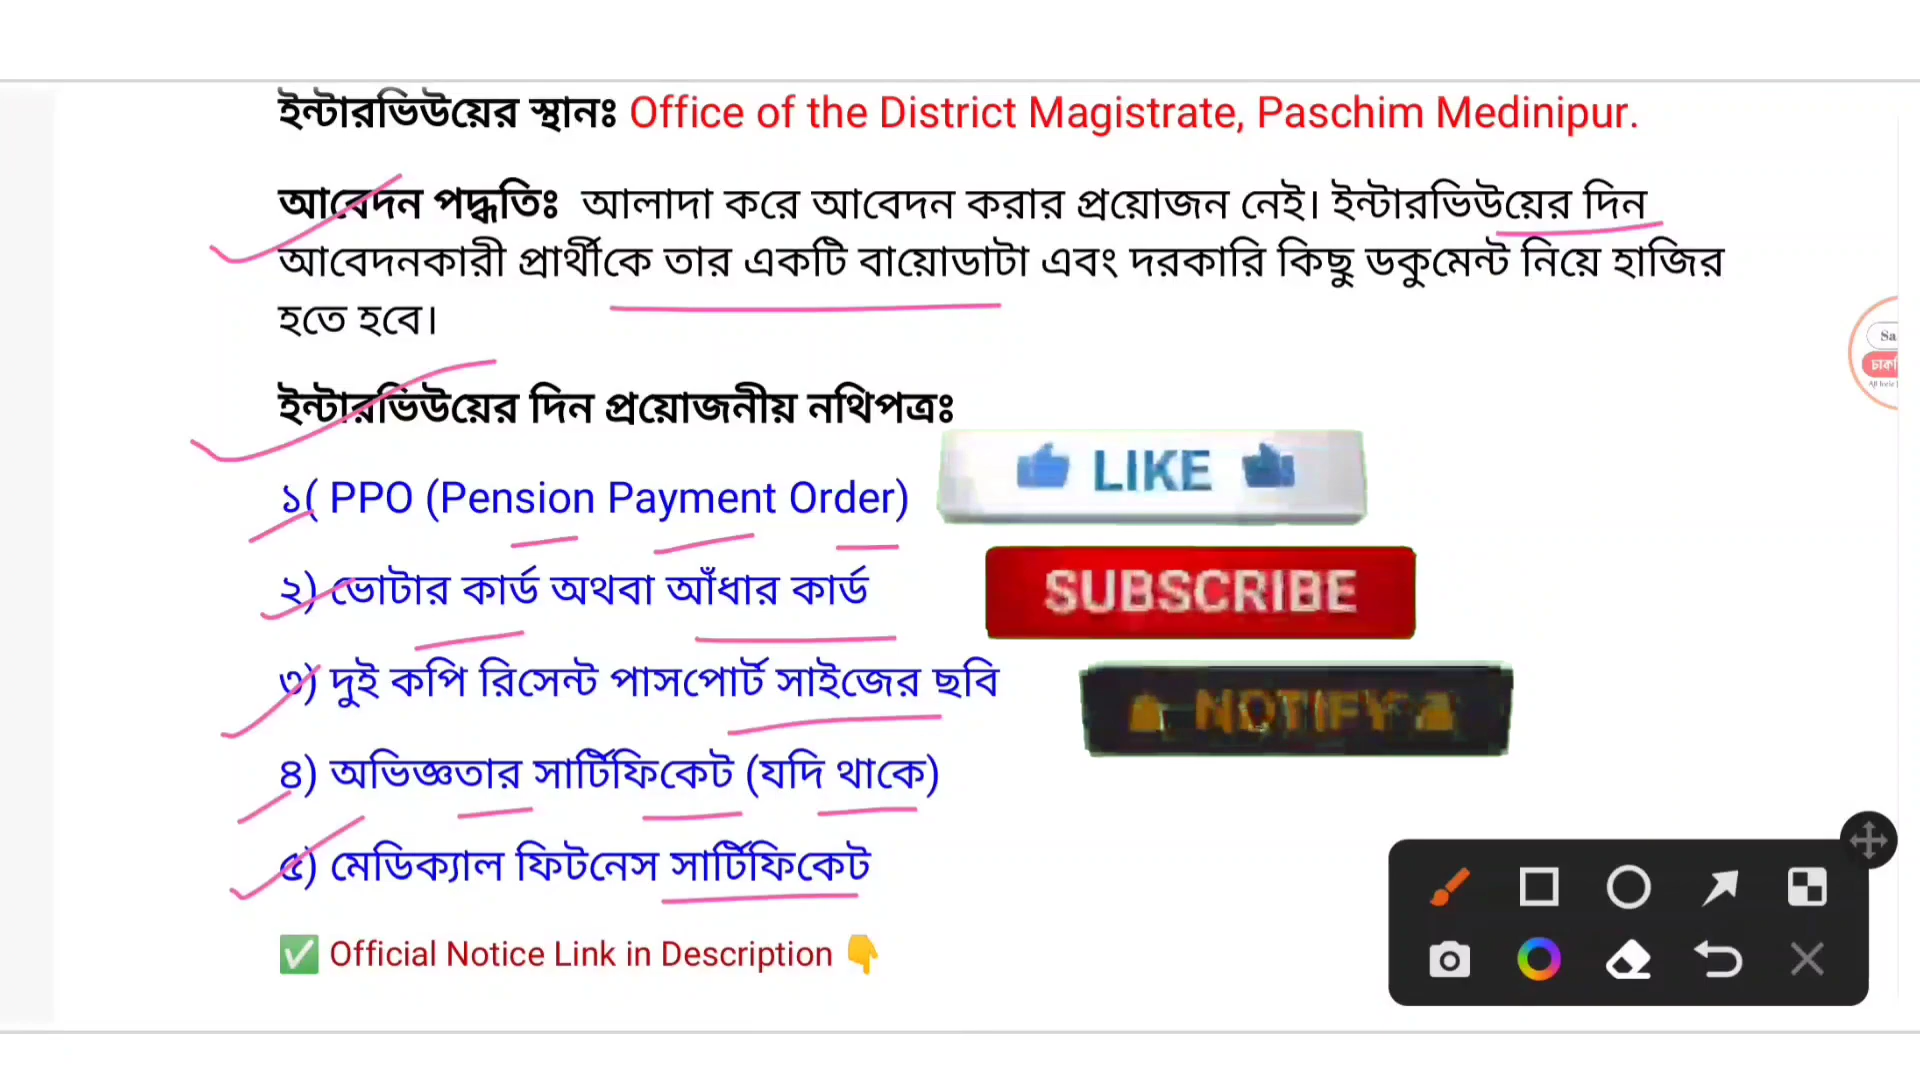 ইন্টারভিউয়ের স্থানঃ Office of the District Magistrate, Paschim Medinipur.
আবেদন পদ্ধতিঃ আলাদা করে আবেদন করার প্রয়োজন নেই। ইন্টারভিউয়ের দিন
আবেদনকারী প্রার্থীকে তার একটি বায়োডাটা এবং দরকারি কিছু ডকুমেন্ট নিয়ে হাজির
হতে হবে।
ইন্টারভিউয়ের দিন প্রয়োজনীয় নথিপত্রঃ
১( PPO (Pension Payment Order)
LIKE
২) ভোটার কার্ড অথবা আঁধার কার্ড
SUBSCRIBE
৩) দুই কপি রিসেন্ট পাসপোর্ট সাইজের ছবি
NOTIFY
৪) অভিজ্ঞতার সার্টিফিকেট (যদি থাকে)
৫) মেডিক্যাল ফিটনেস সার্টিফিকেট
✅ Official Notice Link in Description 👇
Sa
চাক